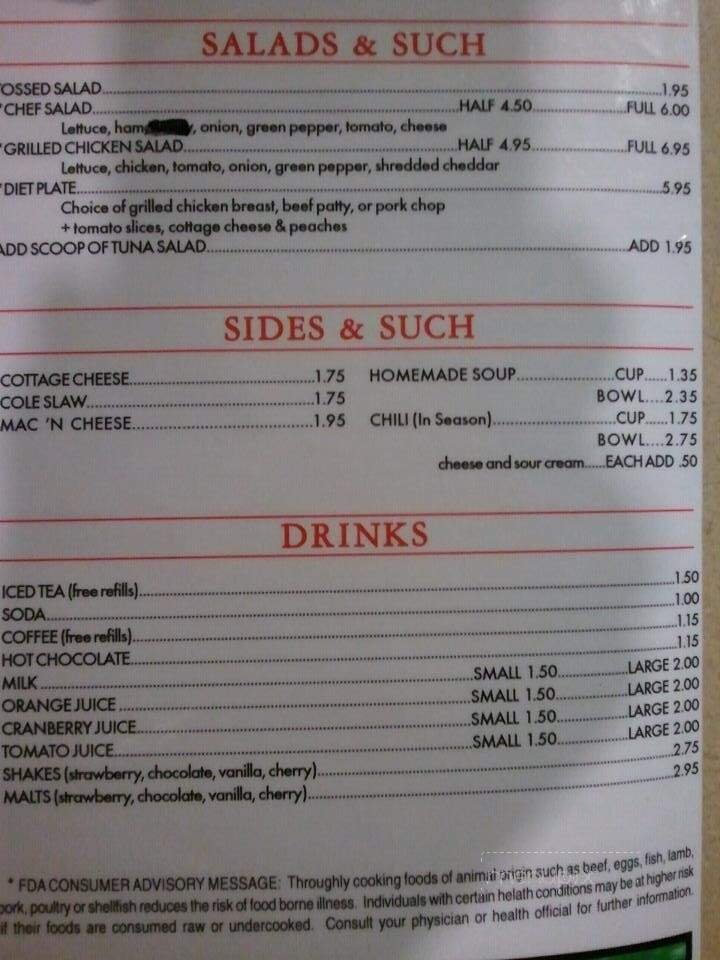 SALADS & SUCH
OSSED SALAD 1.95
*CHEF SALAD HALF 4.50 FULL 6.00
Lettuce, ham, onion, green pepper, tomato, cheese
*GRILLED CHICKEN SALAD HALF 4.95 FULL 6.95
Lettuce, chicken, tomato, onion, green pepper, shredded cheddar
*DIET PLATE 5.95
Choice of grilled chicken breast, beef patty, or pork chop
+ tomato slices, cottage cheese & peaches
ADD SCOOP OF TUNA SALAD ADD 1.95
SIDES & SUCH
COTTAGE CHEESE 1.75 HOMEMADE SOUP CUP 1.35
COLE SLAW 1.75 BOWL 2.35
MAC 'N CHEESE 1.95 CHILI (In Season) CUP 1.75
BOWL 2.75
cheese and sour cream EACH ADD .50
DRINKS
ICED TEA (free refills) 1.50
SODA 1.00
COFFEE (free refills) 1.15
HOT CHOCOLATE 1.15
MILK SMALL 1.50 LARGE 2.00
ORANGE JUICE SMALL 1.50 LARGE 2.00
CRANBERRY JUICE SMALL 1.50 LARGE 2.00
TOMATO JUICE SMALL 1.50 LARGE 2.00
SHAKES (strawberry, chocolate, vanilla, cherry) 2.75
MALTS (strawberry, chocolate, vanilla, cherry) 2.95
* FDA CONSUMER ADVISORY MESSAGE: Throughly cooking foods of animal origin such as beef, eggs, fish, lamb,
pork, poultry or shellfish reduces the risk of food borne illness. Individuals with certain helath conditions may be at higher risk
if their foods are consumed raw or undercooked. Consult your physician or health official for further information.